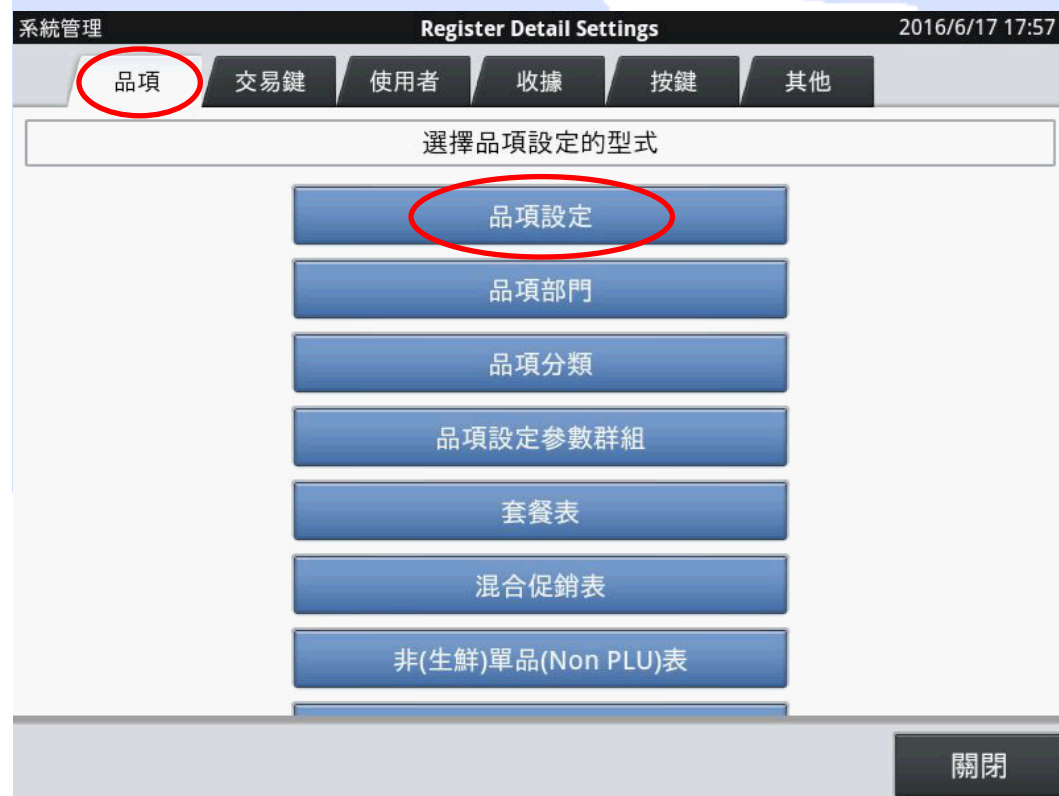 系統管理 Register Detail Settings 2016/6/17 17:57
品項 交易鍵 使用者 收據 按鍵 其他
選擇品項設定的型式
品項設定
品項部門
品項分類
品項設定參數群組
套餐表
混合促銷表
非(生鮮)單品(Non PLU)表
關閉